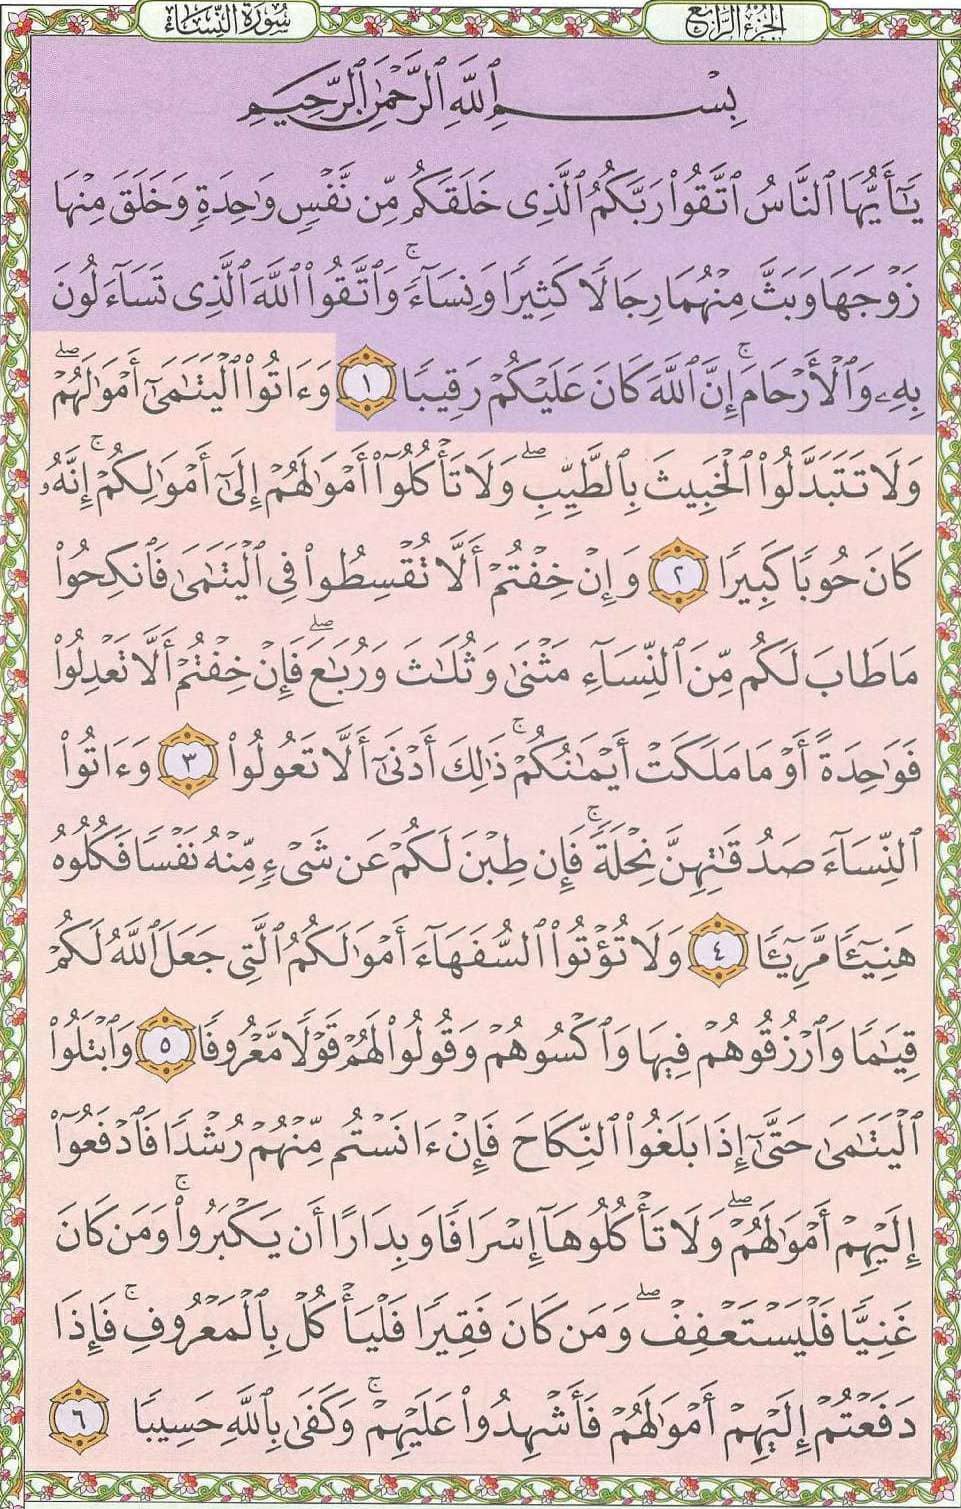 الجزء الرابع
سورة النساء
بِسْمِ ٱللَّهِ ٱلرَّحْمَٰنِ ٱلرَّحِيمِ
يَٰٓأَيُّهَا ٱلنَّاسُ ٱتَّقُوا۟ رَبَّكُمُ ٱلَّذِى خَلَقَكُم مِّن نَّفْسٍ وَٰحِدَةٍ وَخَلَقَ مِنْهَا
زَوْجَهَا وَبَثَّ مِنْهُمَا رِجَالًا كَثِيرًا وَنِسَآءً ۚ وَٱتَّقُوا۟ ٱللَّهَ ٱلَّذِى تَسَآءَلُونَ
بِهِۦ وَٱلْأَرْحَامَ ۚ إِنَّ ٱللَّهَ كَانَ عَلَيْكُمْ رَقِيبًا ١ وَءَاتُوا۟ ٱلْيَتَٰمَىٰٓ أَمْوَٰلَهُمْ ۖ
وَلَا تَتَبَدَّلُوا۟ ٱلْخَبِيثَ بِٱلطَّيِّبِ ۖ وَلَا تَأْكُلُوٓا۟ أَمْوَٰلَهُمْ إِلَىٰٓ أَمْوَٰلِكُمْ ۚ إِنَّهُۥ
كَانَ حُوبًا كَبِيرًا ٢ وَإِنْ خِفْتُمْ أَلَّا تُقْسِطُوا۟ فِى ٱلْيَتَٰمَىٰ فَٱنكِحُوا۟
مَا طَابَ لَكُم مِّنَ ٱلنِّسَآءِ مَثْنَىٰ وَثُلَٰثَ وَرُبَٰعَ ۖ فَإِنْ خِفْتُمْ أَلَّا تَعْدِلُوا۟
فَوَٰحِدَةً أَوْ مَا مَلَكَتْ أَيْمَٰنُكُمْ ۚ ذَٰلِكَ أَدْنَىٰٓ أَلَّا تَعُولُوا۟ ٣ وَءَاتُوا۟
ٱلنِّسَآءَ صَدُقَٰتِهِنَّ نِحْلَةً ۚ فَإِن طِبْنَ لَكُمْ عَن شَىْءٍ مِّنْهُ نَفْسًا فَكُلُوهُ
هَنِيٓـًٔا مَّرِيٓـًٔا ٤ وَلَا تُؤْتُوا۟ ٱلسُّفَهَآءَ أَمْوَٰلَكُمُ ٱلَّتِى جَعَلَ ٱللَّهُ لَكُمْ
قِيَٰمًا وَٱرْزُقُوهُمْ فِيهَا وَٱكْسُوهُمْ وَقُولُوا۟ لَهُمْ قَوْلًا مَّعْرُوفًا ٥ وَٱبْتَلُوا۟
ٱلْيَتَٰمَىٰ حَتَّىٰٓ إِذَا بَلَغُوا۟ ٱلنِّكَاحَ فَإِنْ ءَانَسْتُم مِّنْهُمْ رُشْدًا فَٱدْفَعُوٓا۟
إِلَيْهِمْ أَمْوَٰلَهُمْ ۖ وَلَا تَأْكُلُوهَآ إِسْرَافًا وَبِدَارًا أَن يَكْبَرُوا۟ ۚ وَمَن كَانَ
غَنِيًّا فَلْيَسْتَعْفِفْ ۖ وَمَن كَانَ فَقِيرًا فَلْيَأْكُلْ بِٱلْمَعْرُوفِ ۚ فَإِذَا
دَفَعْتُمْ إِلَيْهِمْ أَمْوَٰلَهُمْ فَأَشْهِدُوا۟ عَلَيْهِمْ ۚ وَكَفَىٰ بِٱللَّهِ حَسِيبًا ٦